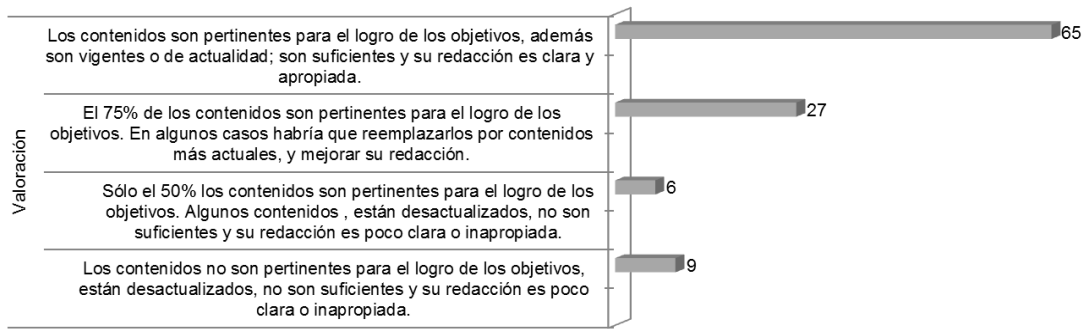 Valoración
Los contenidos son pertinentes para el logro de los objetivos, además
son vigentes o de actualidad; son suficientes y su redacción es clara y
apropiada.
65
El 75% de los contenidos son pertinentes para el logro de los
objetivos. En algunos casos habría que reemplazarlos por contenidos
más actuales, y mejorar su redacción.
27
Sólo el 50% los contenidos son pertinentes para el logro de los
objetivos. Algunos contenidos , están desactualizados, no son
suficientes y su redacción es poco clara o inapropiada.
6
Los contenidos no son pertinentes para el logro de los objetivos,
están desactualizados, no son suficientes y su redacción es poco
clara o inapropiada.
9